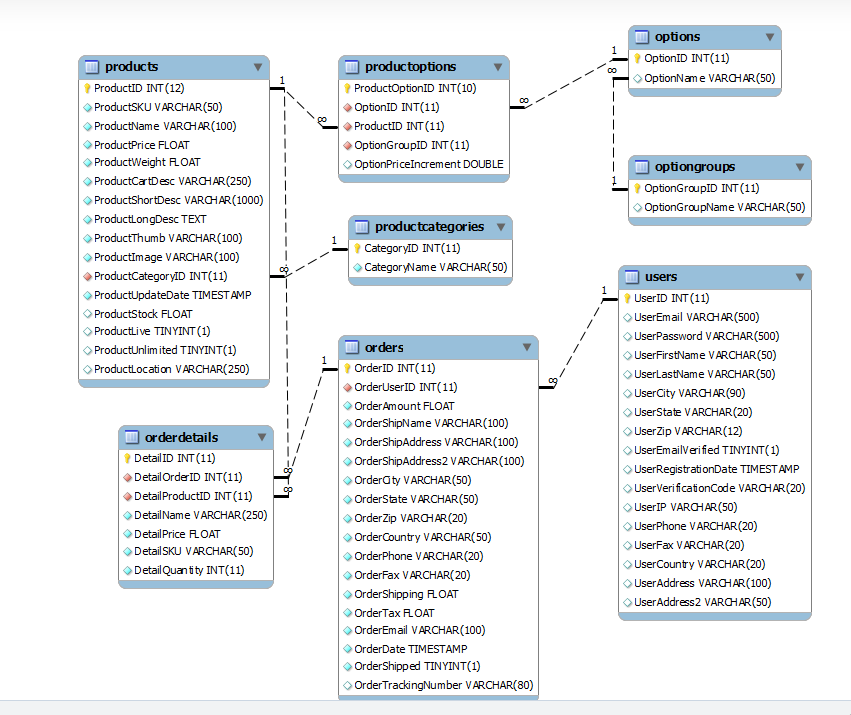 products
ProductID INT(12)
ProductSKU VARCHAR(50)
ProductName VARCHAR(100)
ProductPrice FLOAT
ProductWeight FLOAT
ProductCartDesc VARCHAR(250)
ProductShortDesc VARCHAR(1000)
ProductLongDesc TEXT
ProductThumb VARCHAR(100)
ProductImage VARCHAR(100)
ProductCategoryID INT(11)
ProductUpdateDate TIMESTAMP
ProductStock FLOAT
ProductLive TINYINT(1)
ProductUnlimited TINYINT(1)
ProductLocation VARCHAR(250)
1
∞
∞
productoptions
ProductOptionID INT(10)
OptionID INT(11)
ProductID INT(11)
OptionGroupID INT(11)
OptionPriceIncrement DOUBLE
∞
1
∞
options
OptionID INT(11)
OptionName VARCHAR(50)
1
optiongroups
OptionGroupID INT(11)
OptionGroupName VARCHAR(50)
1
productcategories
CategoryID INT(11)
CategoryName VARCHAR(50)
1
users
UserID INT(11)
UserEmail VARCHAR(500)
UserPassword VARCHAR(500)
UserFirstName VARCHAR(50)
UserLastName VARCHAR(50)
UserCity VARCHAR(90)
UserState VARCHAR(20)
UserZip VARCHAR(12)
UserEmailVerified TINYINT(1)
UserRegistrationDate TIMESTAMP
UserVerificationCode VARCHAR(20)
UserIP VARCHAR(50)
UserPhone VARCHAR(20)
UserFax VARCHAR(20)
UserCountry VARCHAR(20)
UserAddress VARCHAR(100)
UserAddress2 VARCHAR(50)
1
orders
OrderID INT(11)
OrderUserID INT(11)
OrderAmount FLOAT
OrderShipName VARCHAR(100)
OrderShipAddress VARCHAR(100)
OrderShipAddress2 VARCHAR(100)
OrderCity VARCHAR(50)
OrderState VARCHAR(50)
OrderZip VARCHAR(20)
OrderCountry VARCHAR(50)
OrderPhone VARCHAR(20)
OrderFax VARCHAR(20)
OrderShipping FLOAT
OrderTax FLOAT
OrderEmail VARCHAR(100)
OrderDate TIMESTAMP
OrderShipped TINYINT(1)
OrderTrackingNumber VARCHAR(80)
∞
orderdetails
DetailID INT(11)
DetailOrderID INT(11)
DetailProductID INT(11)
DetailName VARCHAR(250)
DetailPrice FLOAT
DetailSKU VARCHAR(50)
DetailQuantity INT(11)
∞
∞